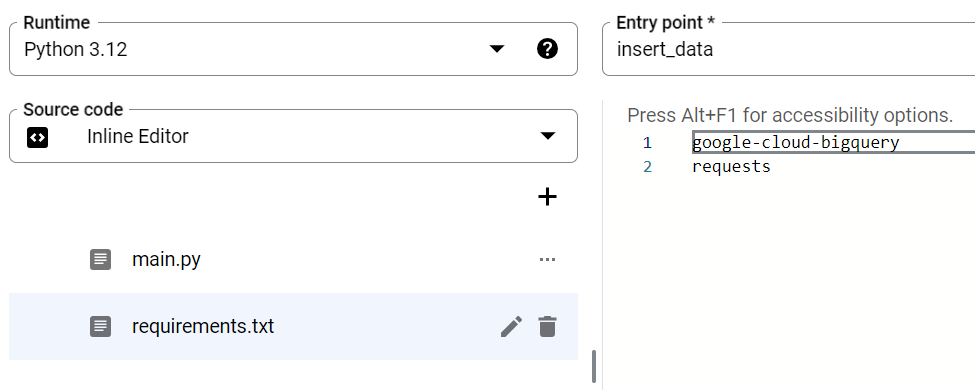 Runtime
Python 3.12
Entry point *
insert_data
Source code
Inline Editor
main.py
requirements.txt
Press Alt+F1 for accessibility options.
1 google-cloud-bigquery
2 requests